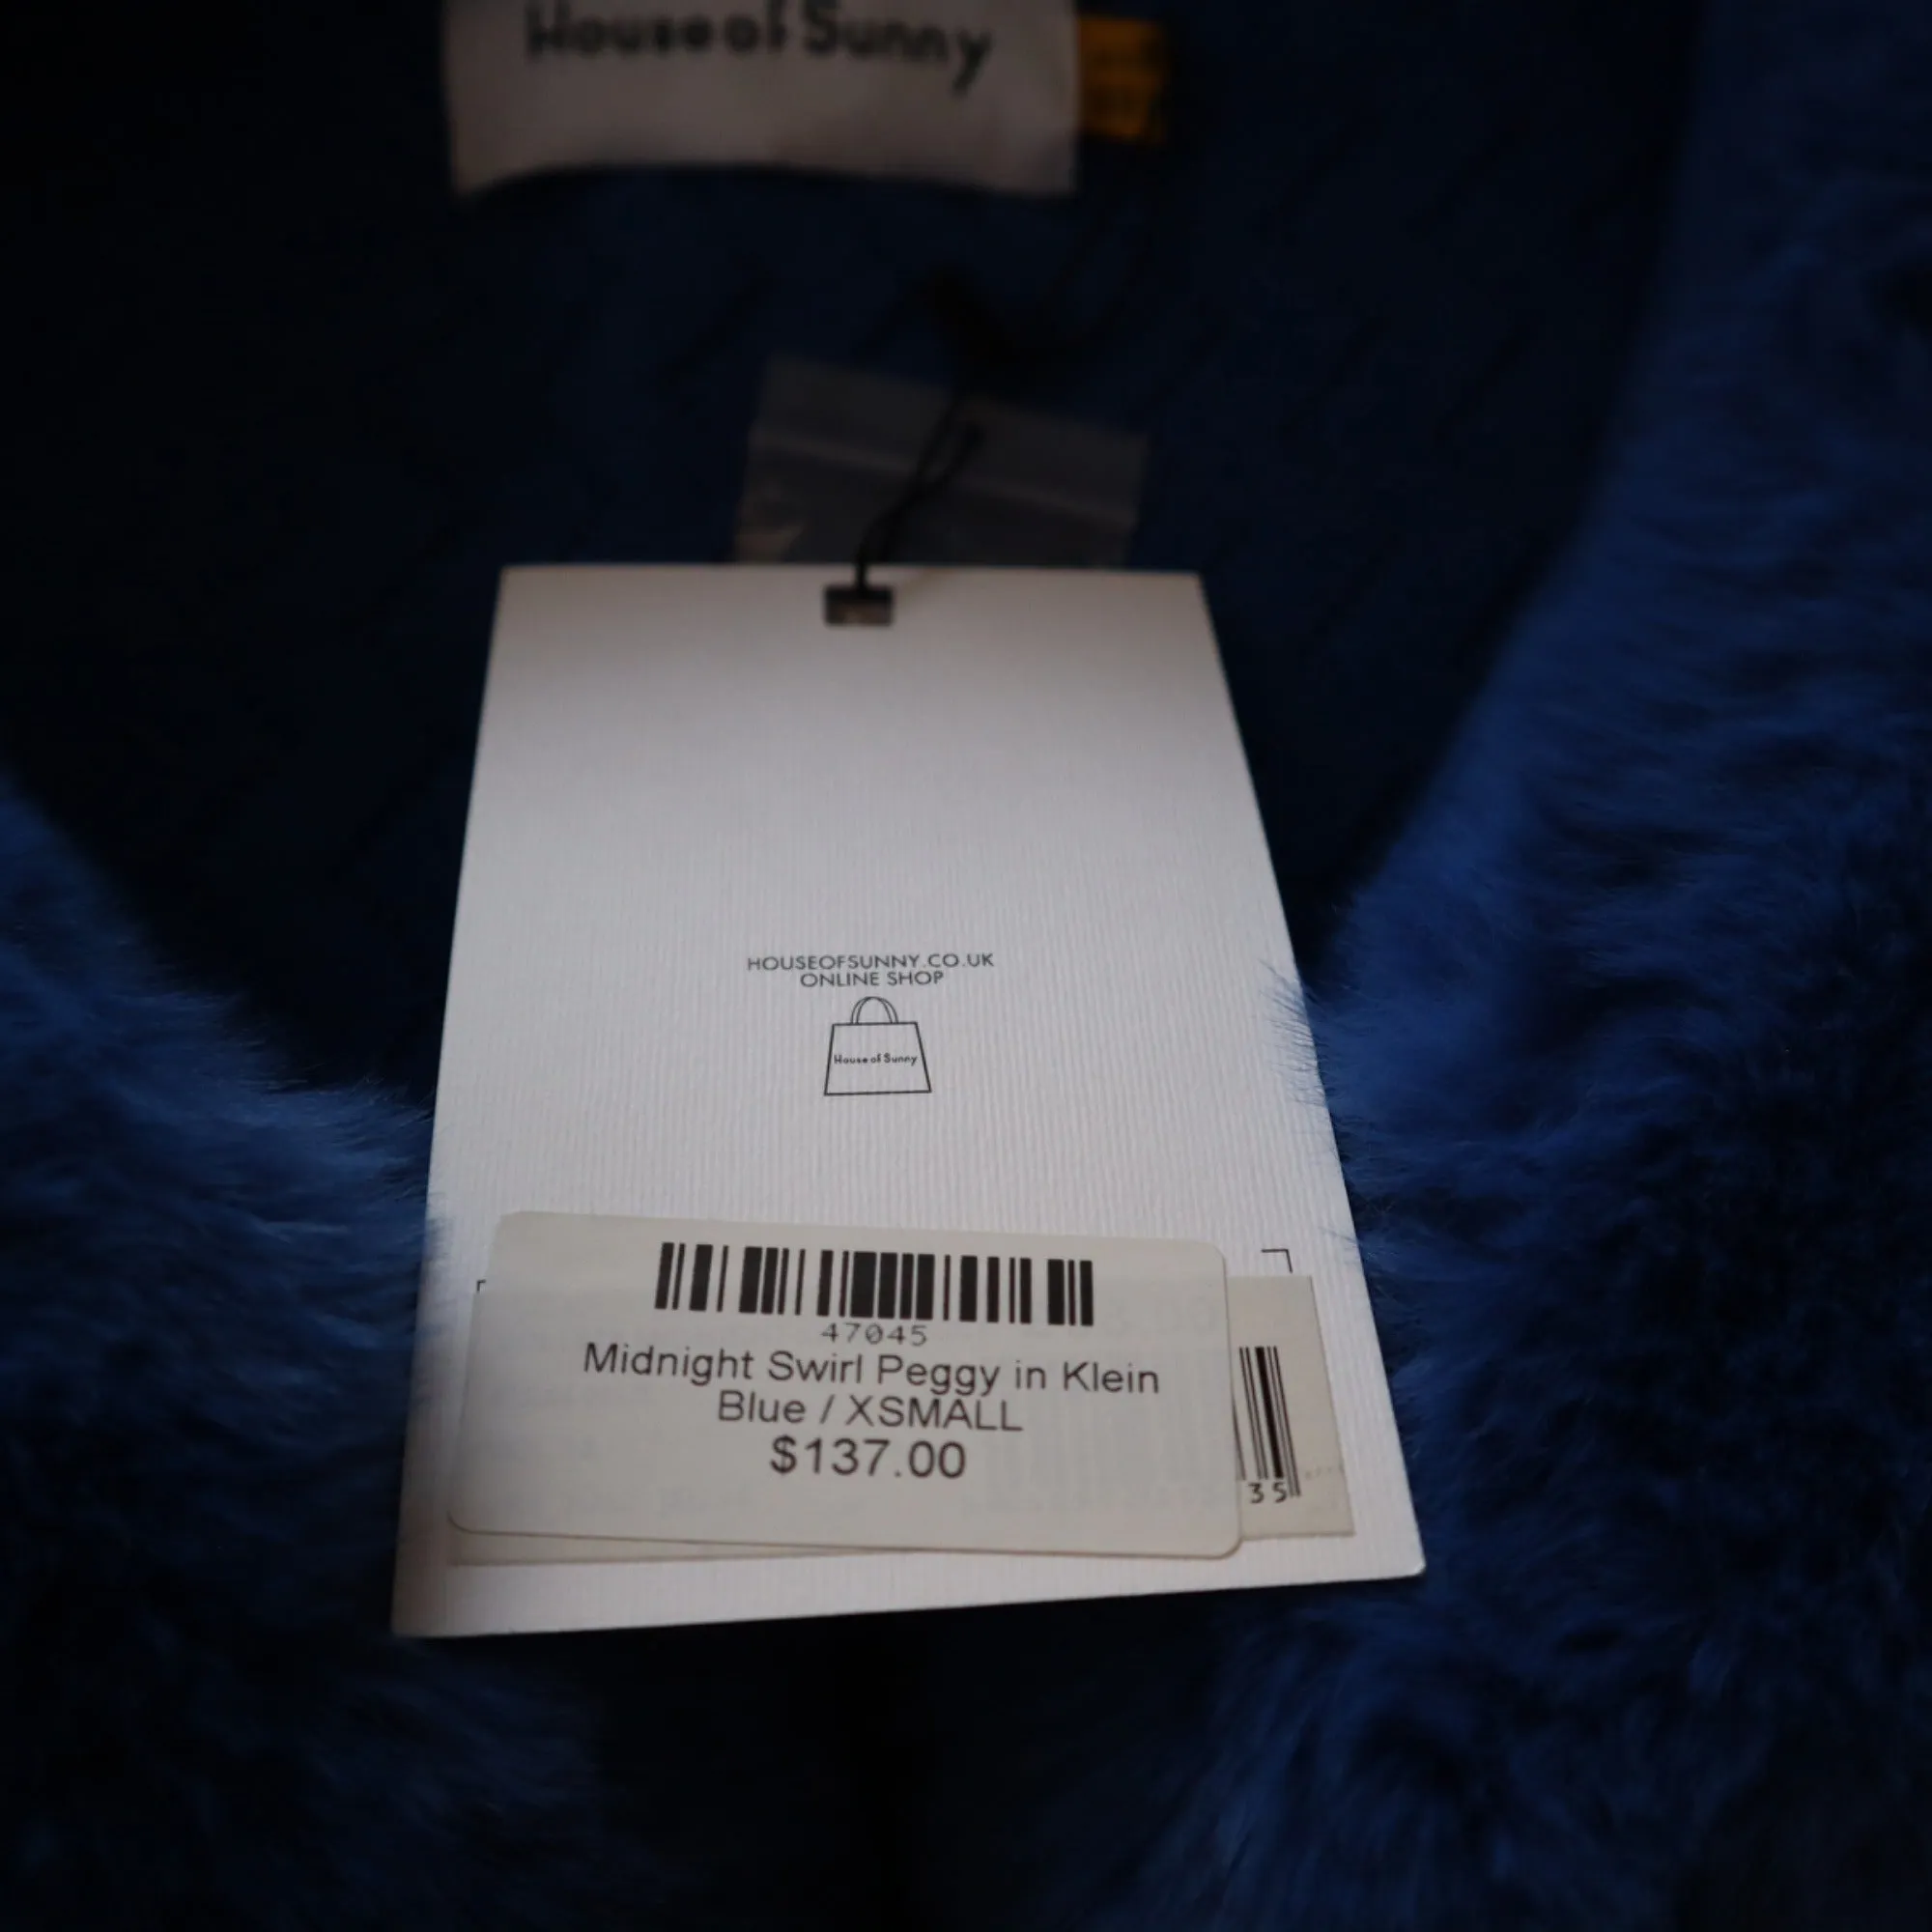 House of Sunny
HOUSEOFSUNNY.CO.UK
ONLINE SHOP
House of Sunny
47045
Midnight Swirl Peggy in Klein
Blue / XSMALL
$137.00
35